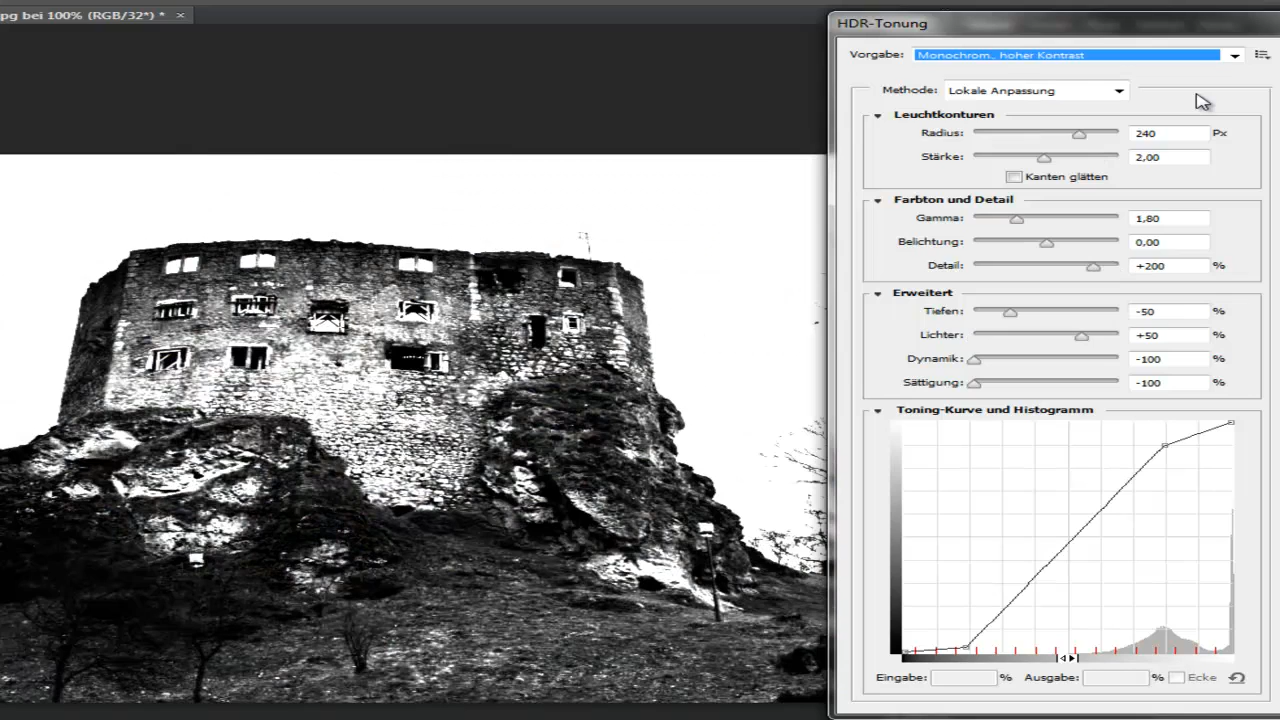 pg bei 100% (RGB/32*) * ×
HDR-Tonung
Vorgabe: Monochrom., hoher Kontrast
Methode: Lokale Anpassung
Leuchtkonturen
Radius: 240 Px
Stärke: 2,00
Kanten glätten
Farbton und Detail
Gamma: 1,80
Belichtung: 0,00
Detail: +200 %
Erweitert
Tiefen: -50 %
Lichter: +50 %
Dynamik: -100 %
Sättigung: -100 %
Toning-Kurve und Histogramm
Eingabe: % Ausgabe: % Ecke